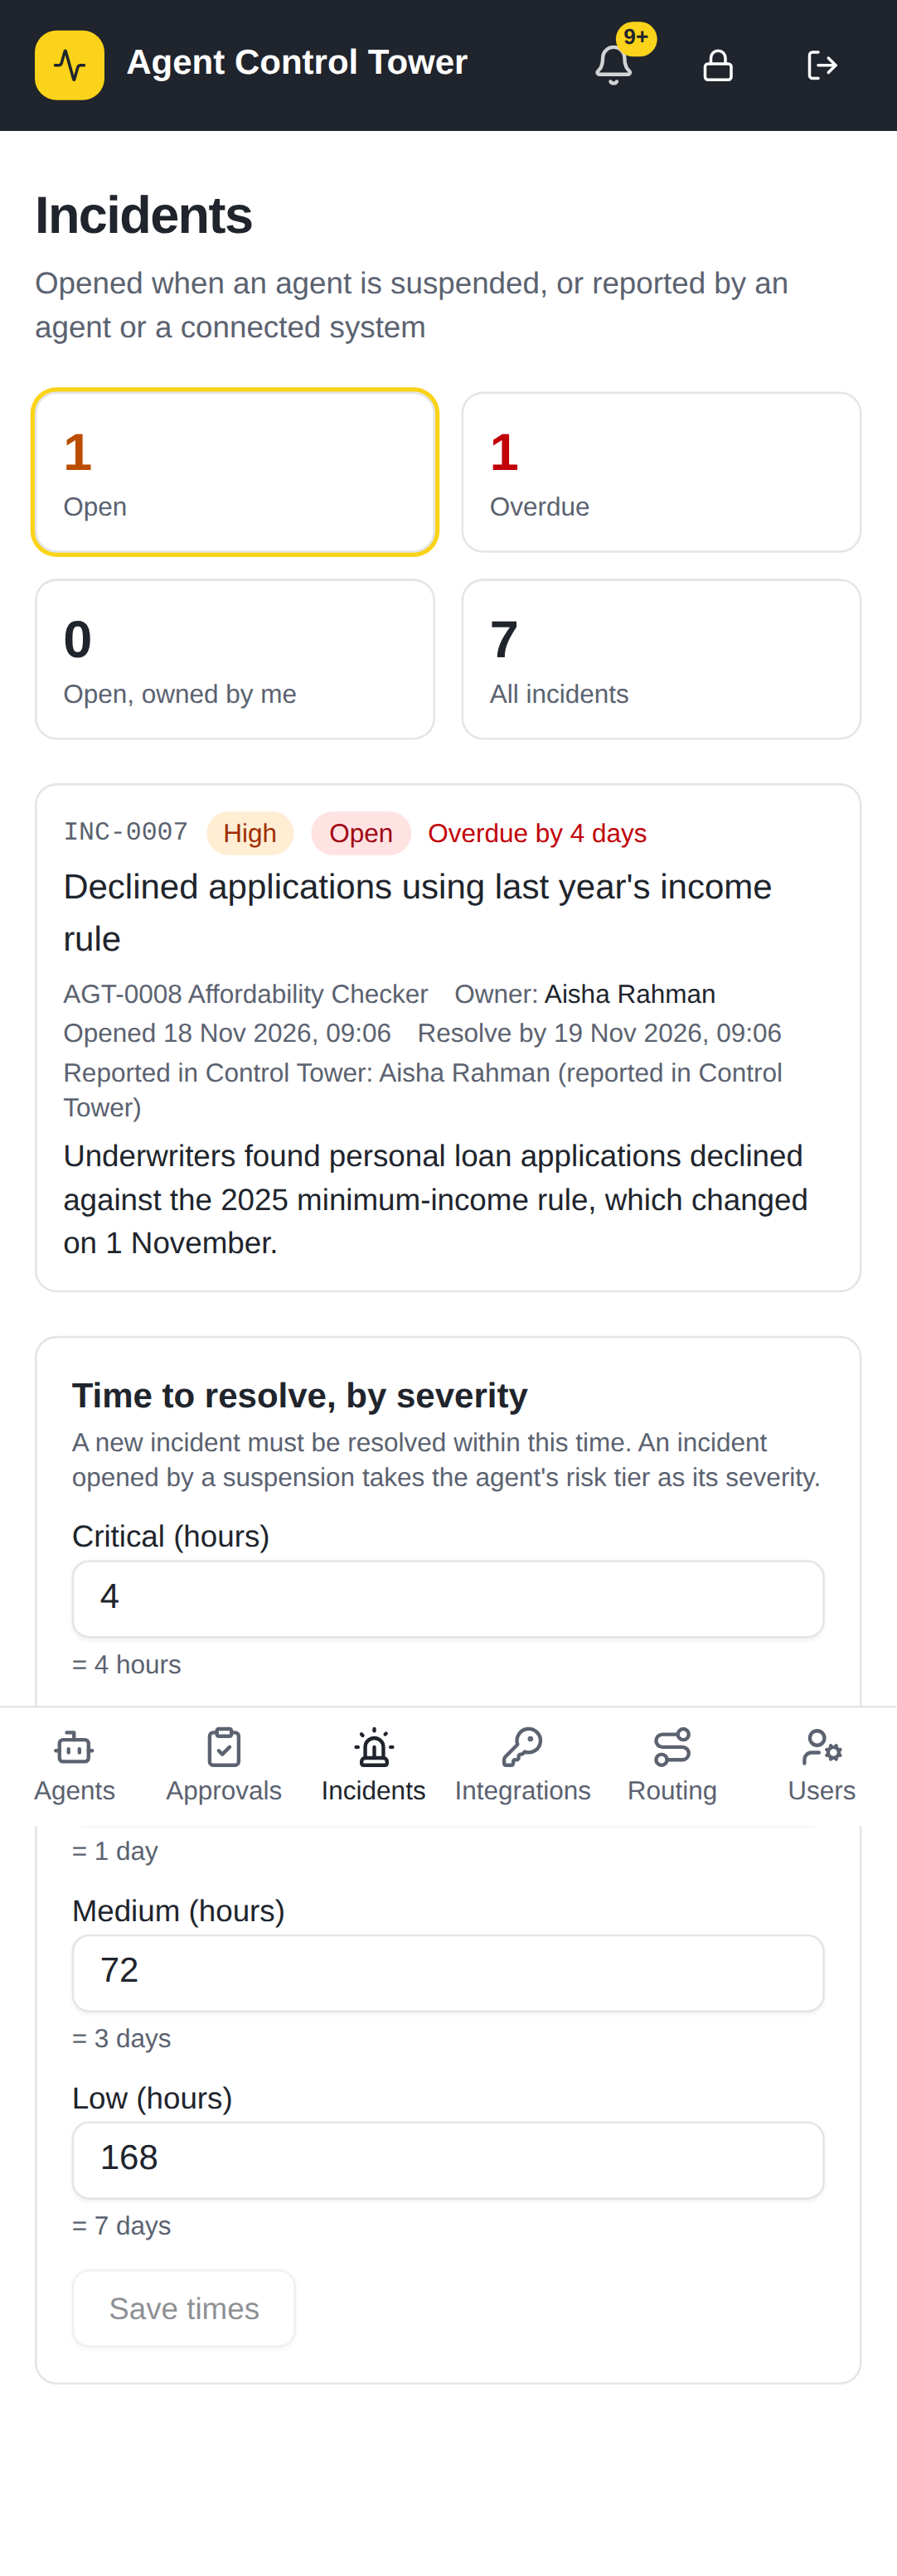 Agent Control Tower
9+
Incidents
Opened when an agent is suspended, or reported by an
agent or a connected system
1
Open
1
Overdue
0
Open, owned by me
7
All incidents
INC-0007 High Open Overdue by 4 days
Declined applications using last year's income
rule
AGT-0008 Affordability Checker Owner: Aisha Rahman
Opened 18 Nov 2026, 09:06 Resolve by 19 Nov 2026, 09:06
Reported in Control Tower: Aisha Rahman (reported in Control
Tower)
Underwriters found personal loan applications declined
against the 2025 minimum-income rule, which changed
on 1 November.
Time to resolve, by severity
A new incident must be resolved within this time. An incident
opened by a suspension takes the agent's risk tier as its severity.
Critical (hours)
4
= 4 hours
Agents Approvals Incidents Integrations Routing Users
= 1 day
Medium (hours)
72
= 3 days
Low (hours)
168
= 7 days
Save times